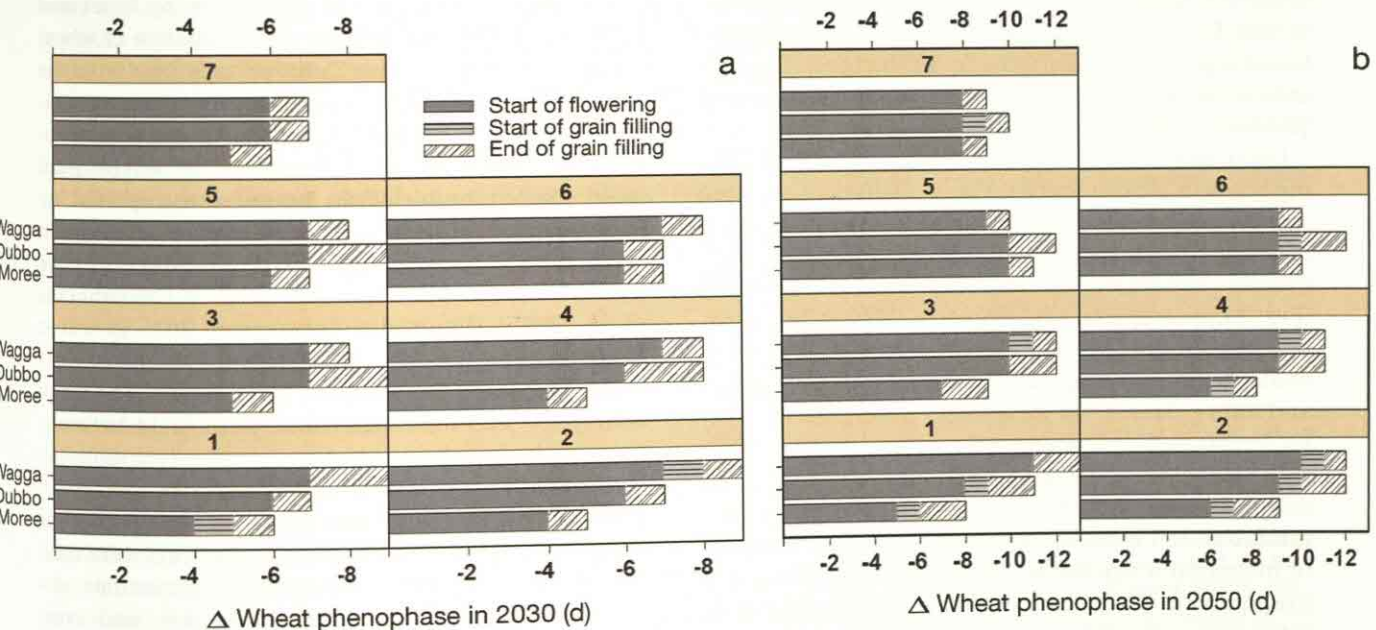 -2 -4 -6 -8
a
7
Start of flowering
Start of grain filling
End of grain filling
5 6
Wagga
Dubbo
Moree
3 4
Wagga
Dubbo
Moree
1 2
Wagga
Dubbo
Moree
-2 -4 -6 -8 -2 -4 -6 -8
Δ Wheat phenophase in 2030 (d)
-2 -4 -6 -8 -10 -12
b
7
5 6
3 4
1 2
-2 -4 -6 -8 -10 -12 -2 -4 -6 -8 -10 -12
Δ Wheat phenophase in 2050 (d)